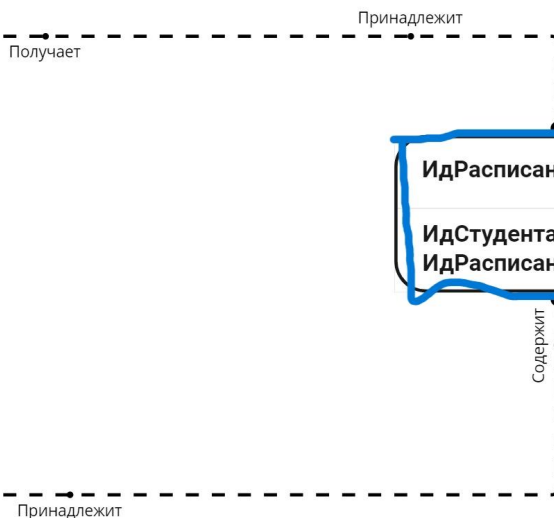 Принадлежит
Получает
ИдРасписан
ИдСтудента
ИдРасписан
Содержит
Принадлежит